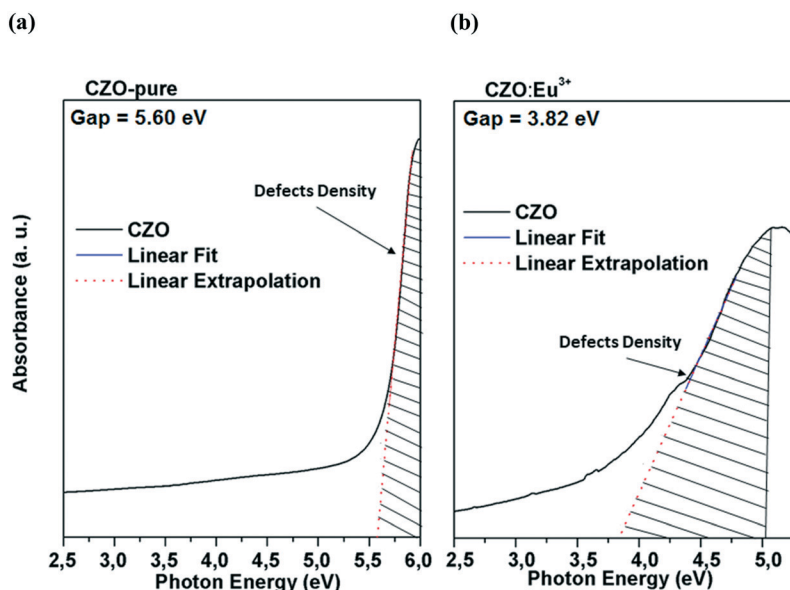 (a)
CZO-pure
Gap = 5.60 eV
Defects Density
CZO
Linear Fit
Linear Extrapolation
Absorbance (a. u.)
2,5 3,0 3,5 4,0 4,5 5,0 5,5 6,0
Photon Energy (eV)
(b)
CZO:Eu³⁺
Gap = 3.82 eV
CZO
Linear Fit
Linear Extrapolation
Defects Density
2,5 3,0 3,5 4,0 4,5 5,0
Photon Energy (eV)